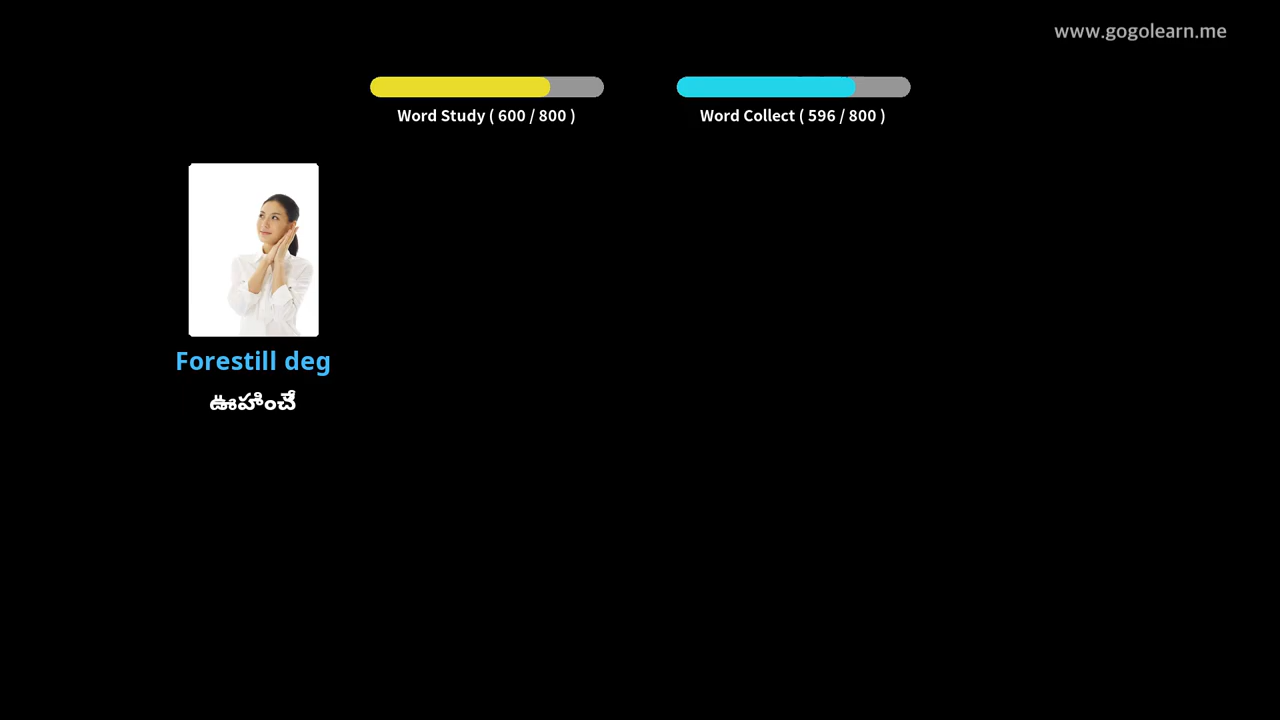 www.gogolearn.me
Word Study ( 600 / 800 )
Word Collect ( 596 / 800 )
Forestill deg
ఊహించే